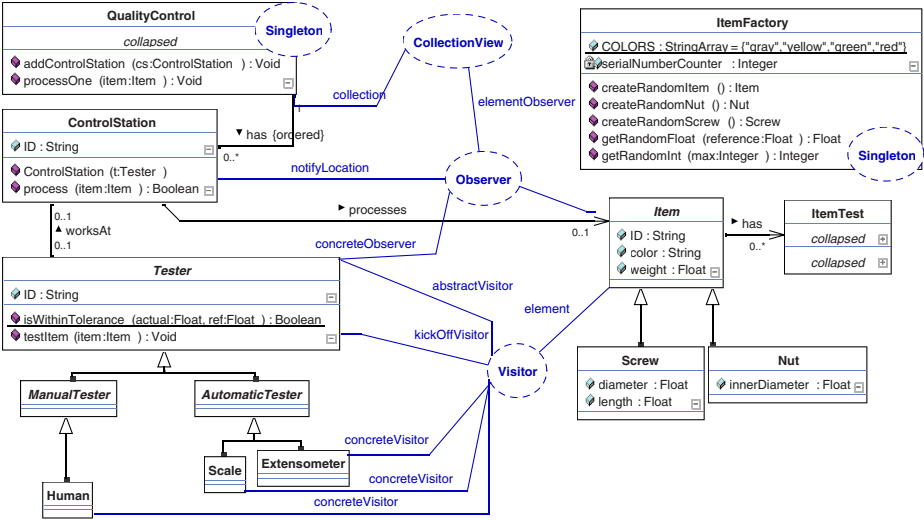 QualityControl
collapsed
addControlStation (cs:ControlStation ) : Void
processOne (item:Item ) : Void
Singleton
CollectionView
ItemFactory
COLORS : StringArray = {"gray","yellow","green","red"}
serialNumberCounter : Integer
createRandomItem () : Item
createRandomNut () : Nut
createRandomScrew () : Screw
getRandomFloat (reference:Float ) : Float
getRandomInt (max:Integer ) : Integer
Singleton
collection
elementObserver
ControlStation
ID : String
ControlStation (t:Tester )
process (item:Item ) : Boolean
has {ordered}
0..*
notifyLocation
Observer
processes
0..1
0..1
worksAt
0..1
concreteObserver
Item
ID : String
color : String
weight : Float
has
0..*
ItemTest
collapsed
collapsed
Tester
ID : String
isWithinTolerance (actual:Float, ref:Float ) : Boolean
testItem (item:Item ) : Void
abstractVisitor
element
kickOffVisitor
Visitor
Screw
diameter : Float
length : Float
Nut
innerDiameter : Float
ManualTester
AutomaticTester
Scale
Extensometer
Human
concreteVisitor
concreteVisitor
concreteVisitor